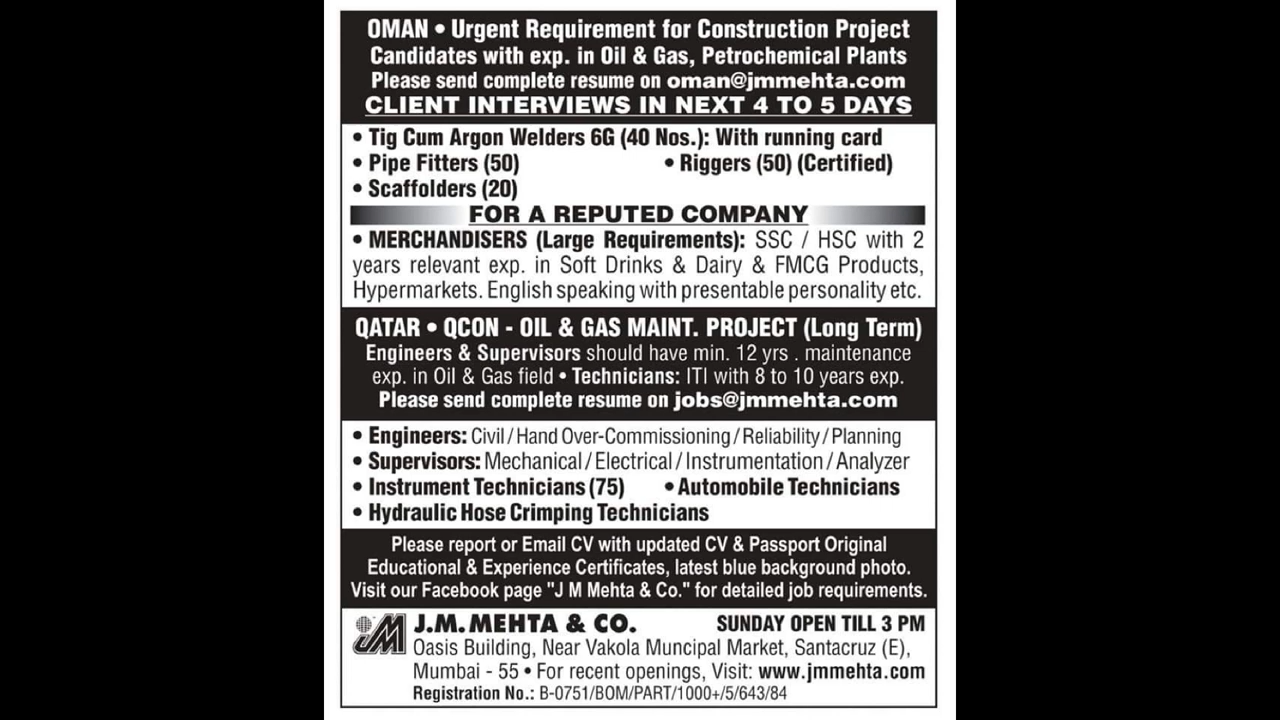 OMAN • Urgent Requirement for Construction Project
Candidates with exp. in Oil & Gas, Petrochemical Plants
Please send complete resume on oman@jmmehta.com
CLIENT INTERVIEWS IN NEXT 4 TO 5 DAYS
• Tig Cum Argon Welders 6G (40 Nos.): With running card
• Pipe Fitters (50) • Riggers (50) (Certified)
• Scaffolders (20)
FOR A REPUTED COMPANY
• MERCHANDISERS (Large Requirements): SSC / HSC with 2
years relevant exp. in Soft Drinks & Dairy & FMCG Products,
Hypermarkets. English speaking with presentable personality etc.
QATAR • QCON - OIL & GAS MAINT. PROJECT (Long Term)
Engineers & Supervisors should have min. 12 yrs . maintenance
exp. in Oil & Gas field • Technicians: ITI with 8 to 10 years exp.
Please send complete resume on jobs@jmmehta.com
• Engineers: Civil / Hand Over-Commissioning / Reliability / Planning
• Supervisors: Mechanical / Electrical / Instrumentation / Analyzer
• Instrument Technicians (75) • Automobile Technicians
• Hydraulic Hose Crimping Technicians
Please report or Email CV with updated CV & Passport Original
Educational & Experience Certificates, latest blue background photo.
Visit our Facebook page "J M Mehta & Co." for detailed job requirements.
JM J.M. MEHTA & CO. SUNDAY OPEN TILL 3 PM
Oasis Building, Near Vakola Muncipal Market, Santacruz (E),
Mumbai - 55 • For recent openings, Visit: www.jmmehta.com
Registration No.: B-0751/BOM/PART/1000+/5/643/84